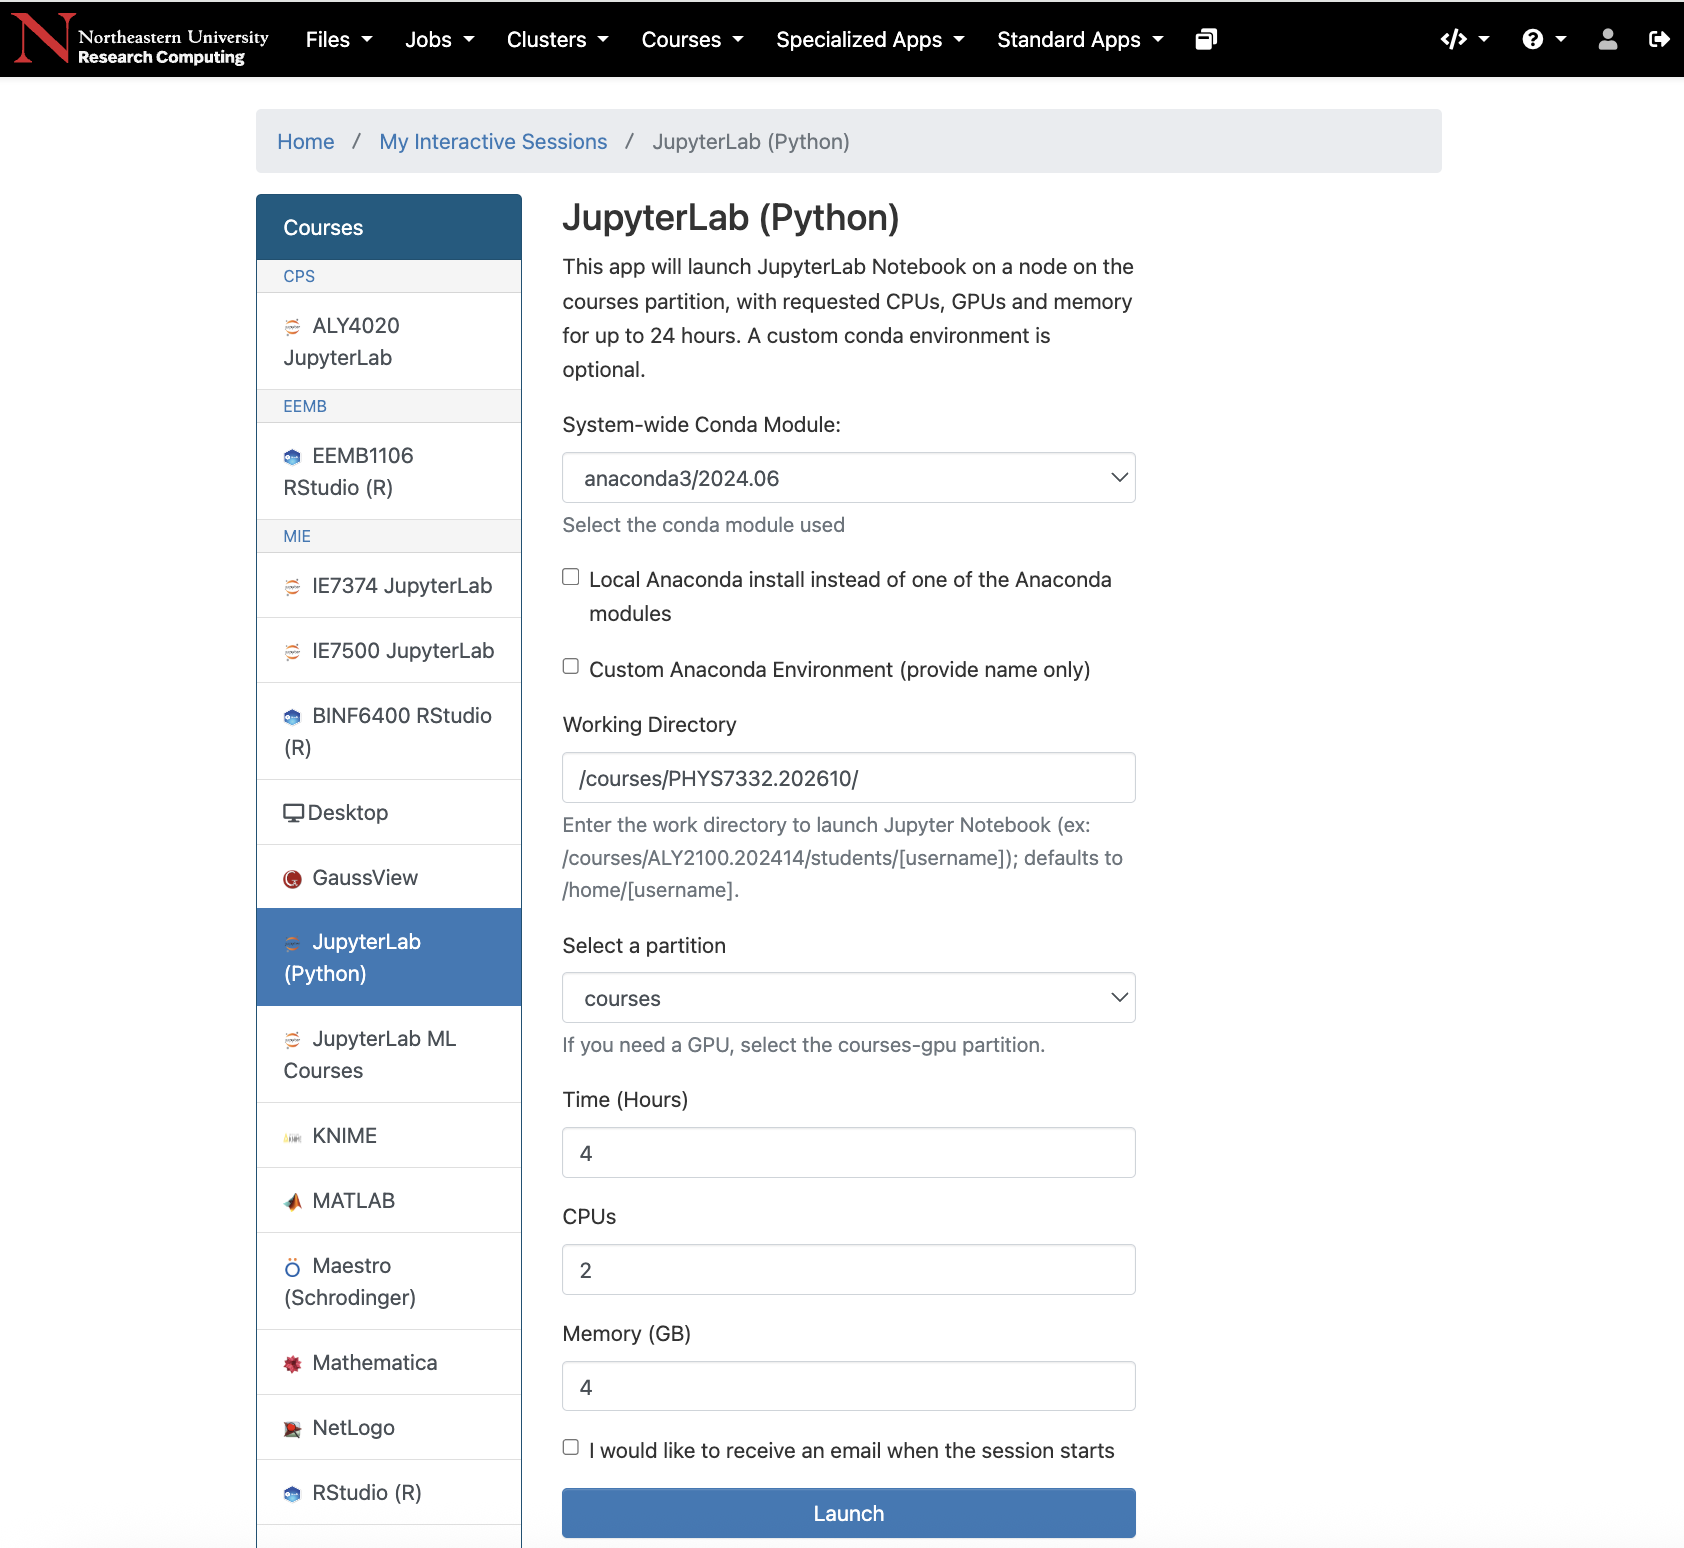 Northeastern University
Research Computing
Files
Jobs
Clusters
Courses
Specialized Apps
Standard Apps
Home / My Interactive Sessions / JupyterLab (Python)
Courses
CPS
ALY4020
JupyterLab
EEMB
EEMB1106
RStudio (R)
MIE
IE7374 JupyterLab
IE7500 JupyterLab
BINF6400 RStudio
(R)
Desktop
GaussView
JupyterLab
(Python)
JupyterLab ML
Courses
KNIME
MATLAB
Maestro
(Schrodinger)
Mathematica
NetLogo
RStudio (R)
JupyterLab (Python)
This app will launch JupyterLab Notebook on a node on the
courses partition, with requested CPUs, GPUs and memory
for up to 24 hours. A custom conda environment is
optional.
System-wide Conda Module:
anaconda3/2024.06
Select the conda module used
Local Anaconda install instead of one of the Anaconda
modules
Custom Anaconda Environment (provide name only)
Working Directory
/courses/PHYS7332.202610/
Enter the work directory to launch Jupyter Notebook (ex:
/courses/ALY2100.202414/students/[username]); defaults to
/home/[username].
Select a partition
courses
If you need a GPU, select the courses-gpu partition.
Time (Hours)
4
CPUs
2
Memory (GB)
4
I would like to receive an email when the session starts
Launch